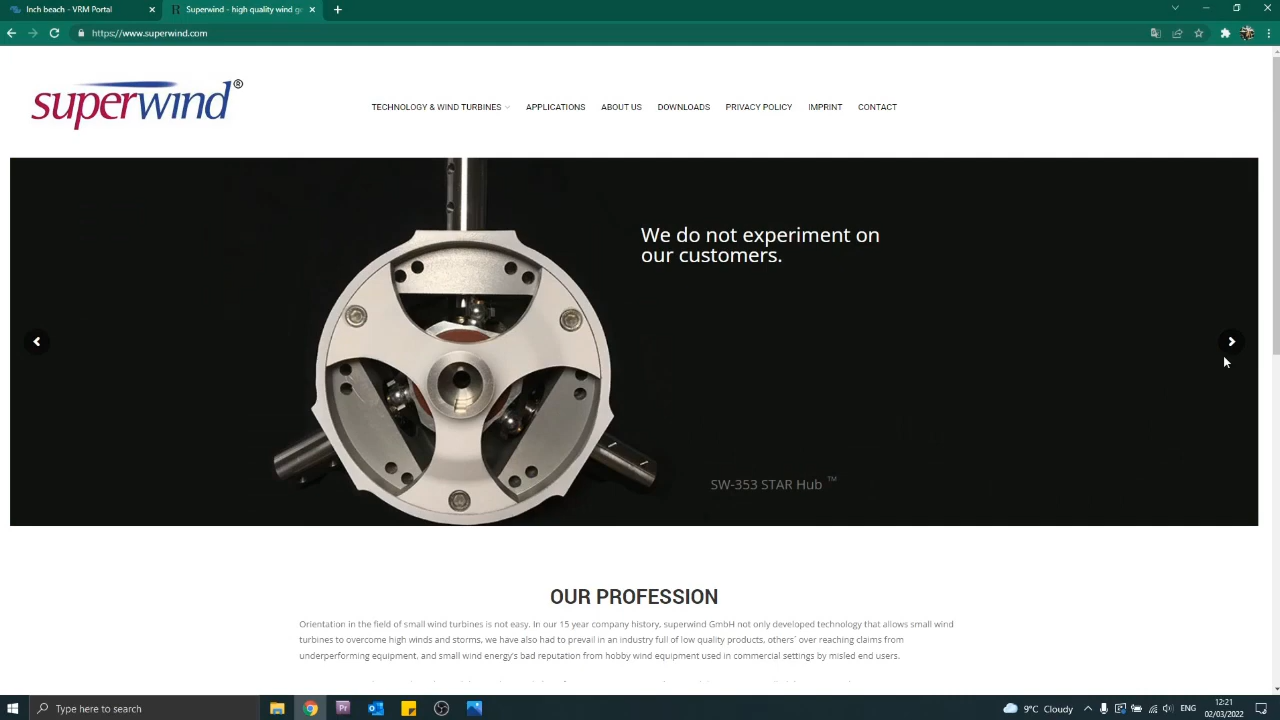 Inch beach - VRM Portal
Superwind - high quality wind ge
https://www.superwind.com
superwind®
TECHNOLOGY & WIND TURBINES
APPLICATIONS
ABOUT US
DOWNLOADS
PRIVACY POLICY
IMPRINT
CONTACT
We do not experiment on
our customers.
SW-353 STAR Hub ™
OUR PROFESSION
Orientation in the field of small wind turbines is not easy. In our 15 year company history, superwind GmbH not only developed technology that allows small wind
turbines to overcome high winds and storms, we have also had to prevail in an industry full of low quality products, others` over reaching claims from
underperforming equipment, and small wind energy's bad reputation from hobby wind equipment used in commercial settings by misled end users.
Type here to search
Pr
9°C Cloudy
ENG
12:21
02/03/2022